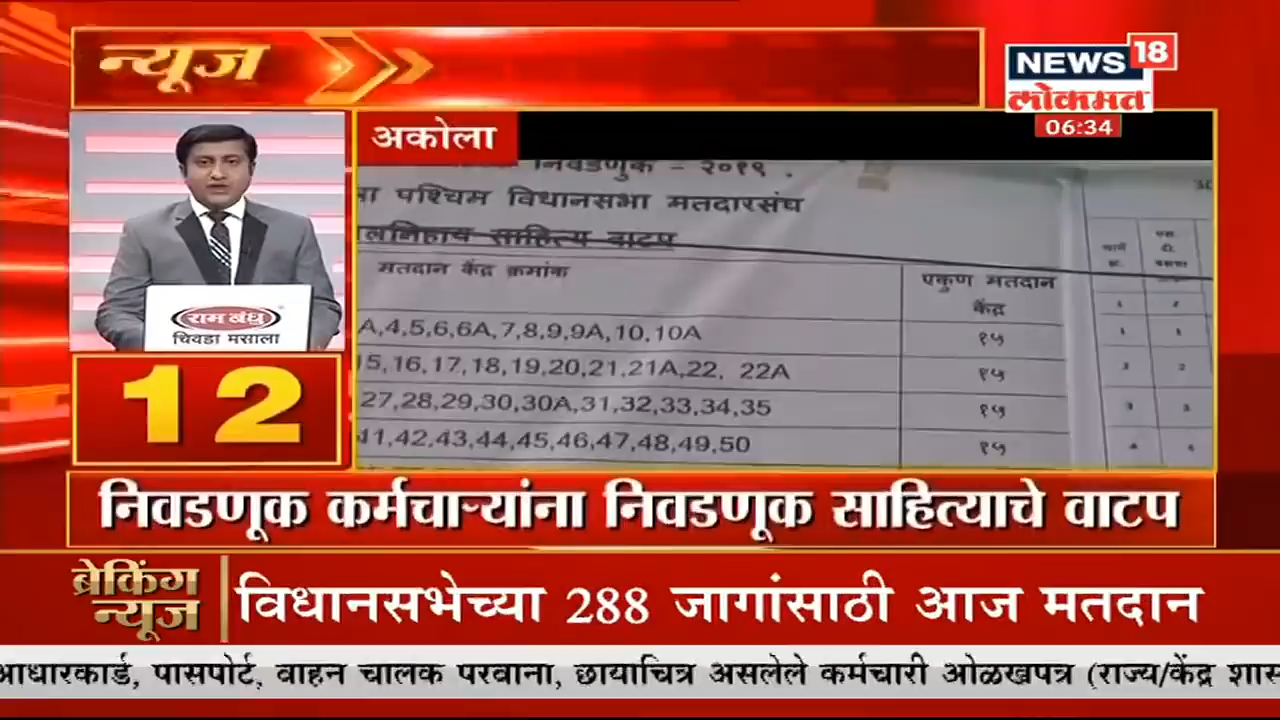 न्यूज
NEWS 18
लोकमत
06:34
अकोला
निवडणुक - २०१९ .
पश्चिम विधानसभा मतदारसंघ
साहित्य वाटप
मतदान केंद्र क्रमांक
एकुण मतदान
केंद्र
A,4,5,6,6A,7,8,9,9A,10,10A
१५
5,16,17,18,19,20,21,21A,22, 22A
१५
27,28,29,30,30A,31,32,33,34,35
१५
41,42,43,44,45,46,47,48,49,50
१५
राम बंधु
चिवडा मसाला
12
निवडणूक कर्मचाऱ्यांना निवडणूक साहित्याचे वाटप
ब्रेकिंग
न्यूज
विधानसभेच्या 288 जागांसाठी आज मतदान
आधारकार्ड, पासपोर्ट, वाहन चालक परवाना, छायाचित्र असलेले कर्मचारी ओळखपत्र (राज्य/केंद्र शास